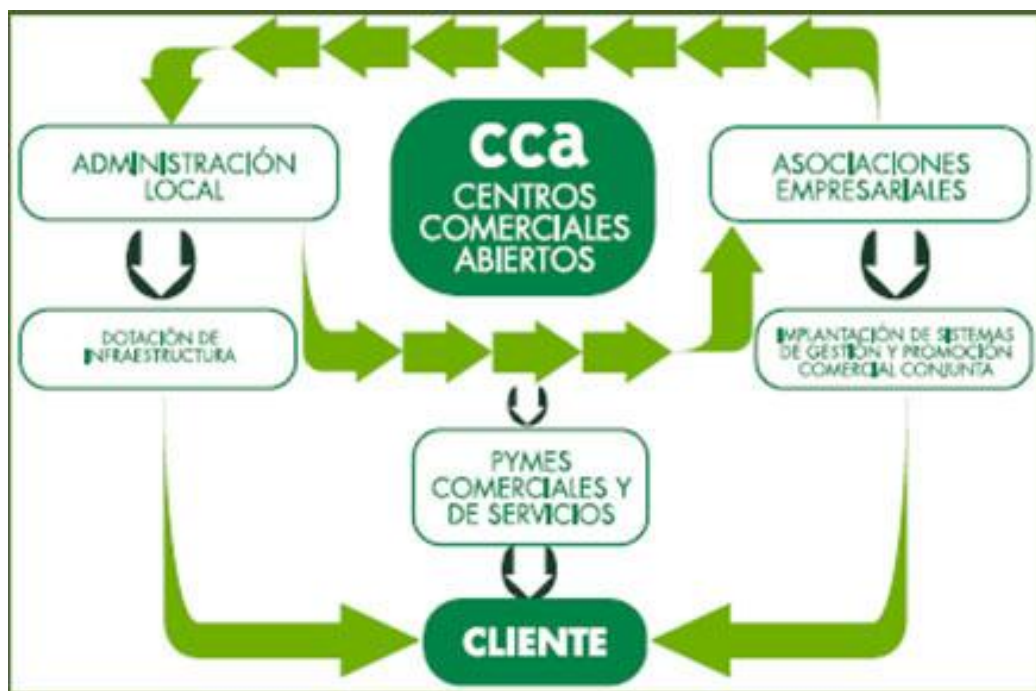 ADMINISTRACIÓN
LOCAL
cca
CENTROS
COMERCIALES
ABIERTOS
ASOCIACIONES
EMPRESARIALES
DOTACIÓN DE
INFRAESTRUCTURA
IMPLANTACIÓN DE SISTEMAS
DE GESTIÓN Y PROMOCIÓN
COMERCIAL CONJUNTA
PYMES
COMERCIALES Y
DE SERVICIOS
CLIENTE